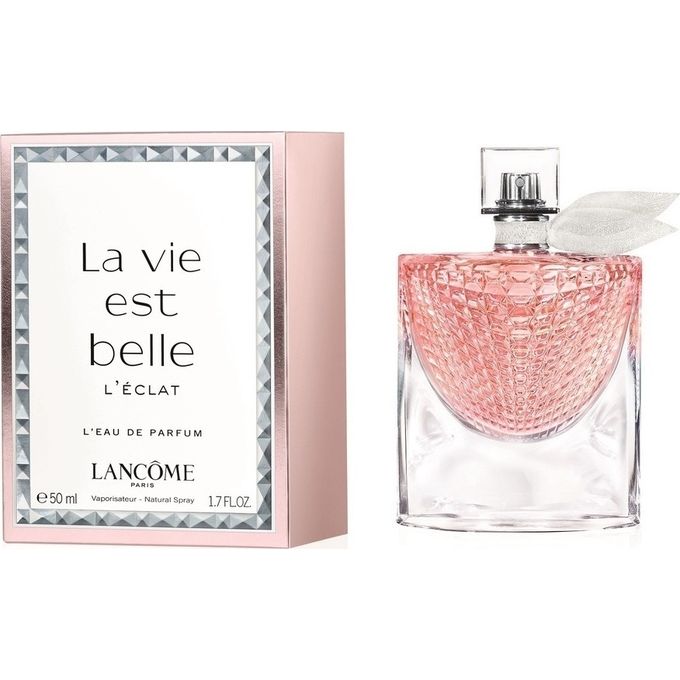 La vie
est
belle
L'ÉCLAT
L'EAU DE PARFUM
LANCÔME
PARIS
℮ 50 ml Vaporisateur - Natural Spray 1.7 FL.OZ.